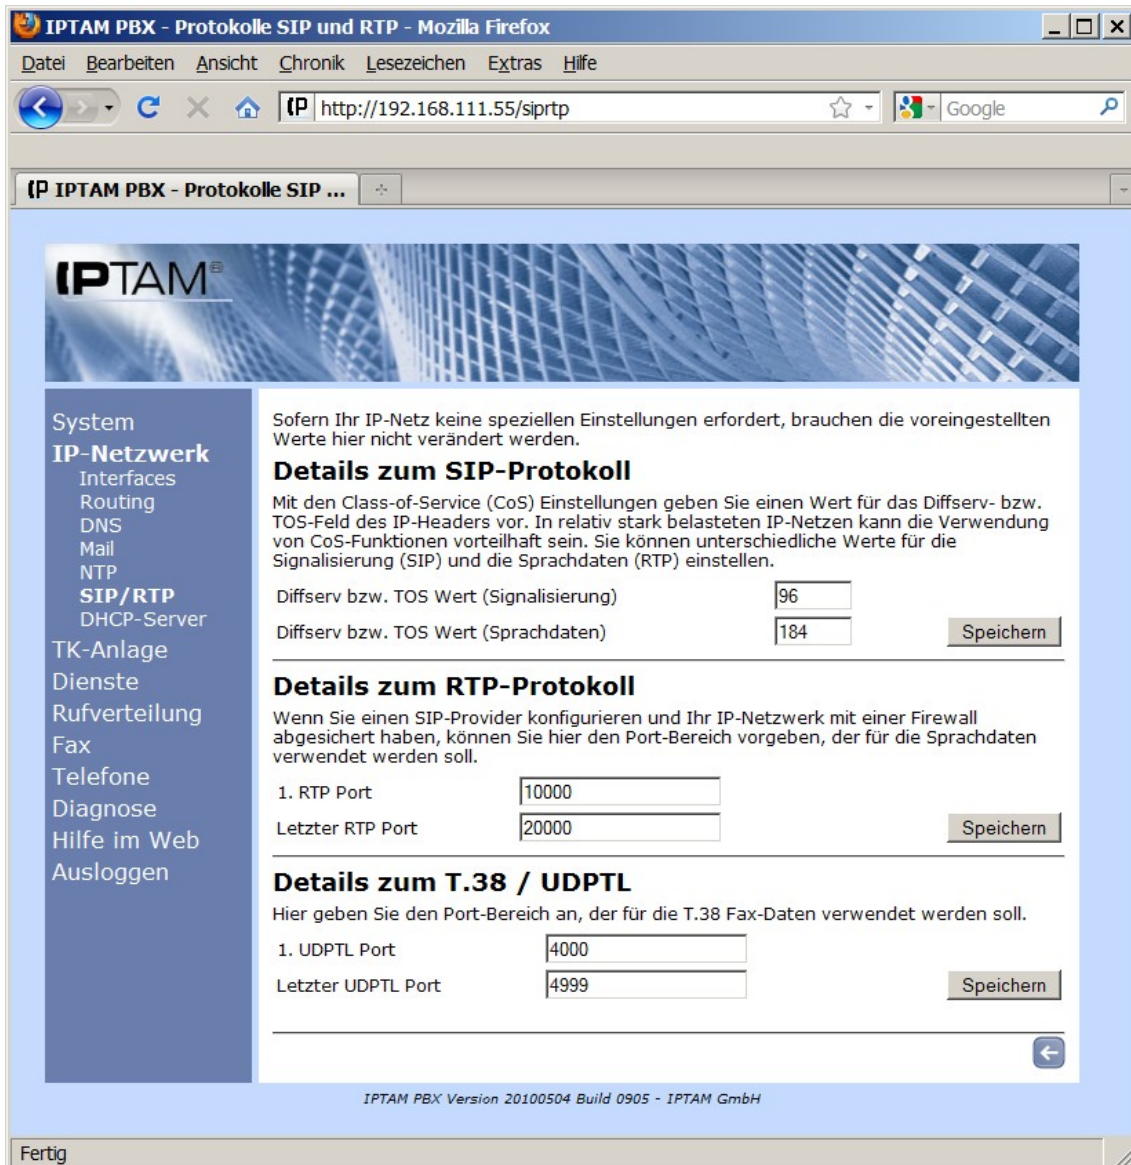 IPTAM PBX - Protokolle SIP und RTP - Mozilla Firefox
Datei Bearbeiten Ansicht Chronik Lesezeichen Extras Hilfe
(P http://192.168.111.55/siprtp Google
(P IPTAM PBX - Protokolle SIP ...
IPTAM®
System
IP-Netzwerk
Interfaces
Routing
DNS
Mail
NTP
SIP/RTP
DHCP-Server
TK-Anlage
Dienste
Rufverteilung
Fax
Telefone
Diagnose
Hilfe im Web
Ausloggen
Sofern Ihr IP-Netz keine speziellen Einstellungen erfordert, brauchen die voreingestellten
Werte hier nicht verändert werden.
Details zum SIP-Protokoll
Mit den Class-of-Service (CoS) Einstellungen geben Sie einen Wert für das Diffserv- bzw.
TOS-Feld des IP-Headers vor. In relativ stark belasteten IP-Netzen kann die Verwendung
von CoS-Funktionen vorteilhaft sein. Sie können unterschiedliche Werte für die
Signalisierung (SIP) und die Sprachdaten (RTP) einstellen.
Diffserv bzw. TOS Wert (Signalisierung) 96
Diffserv bzw. TOS Wert (Sprachdaten) 184 Speichern
Details zum RTP-Protokoll
Wenn Sie einen SIP-Provider konfigurieren und Ihr IP-Netzwerk mit einer Firewall
abgesichert haben, können Sie hier den Port-Bereich vorgeben, der für die Sprachdaten
verwendet werden soll.
1. RTP Port 10000
Letzter RTP Port 20000 Speichern
Details zum T.38 / UDPTL
Hier geben Sie den Port-Bereich an, der für die T.38 Fax-Daten verwendet werden soll.
1. UDPTL Port 4000
Letzter UDPTL Port 4999 Speichern
IPTAM PBX Version 20100504 Build 0905 - IPTAM GmbH
Fertig